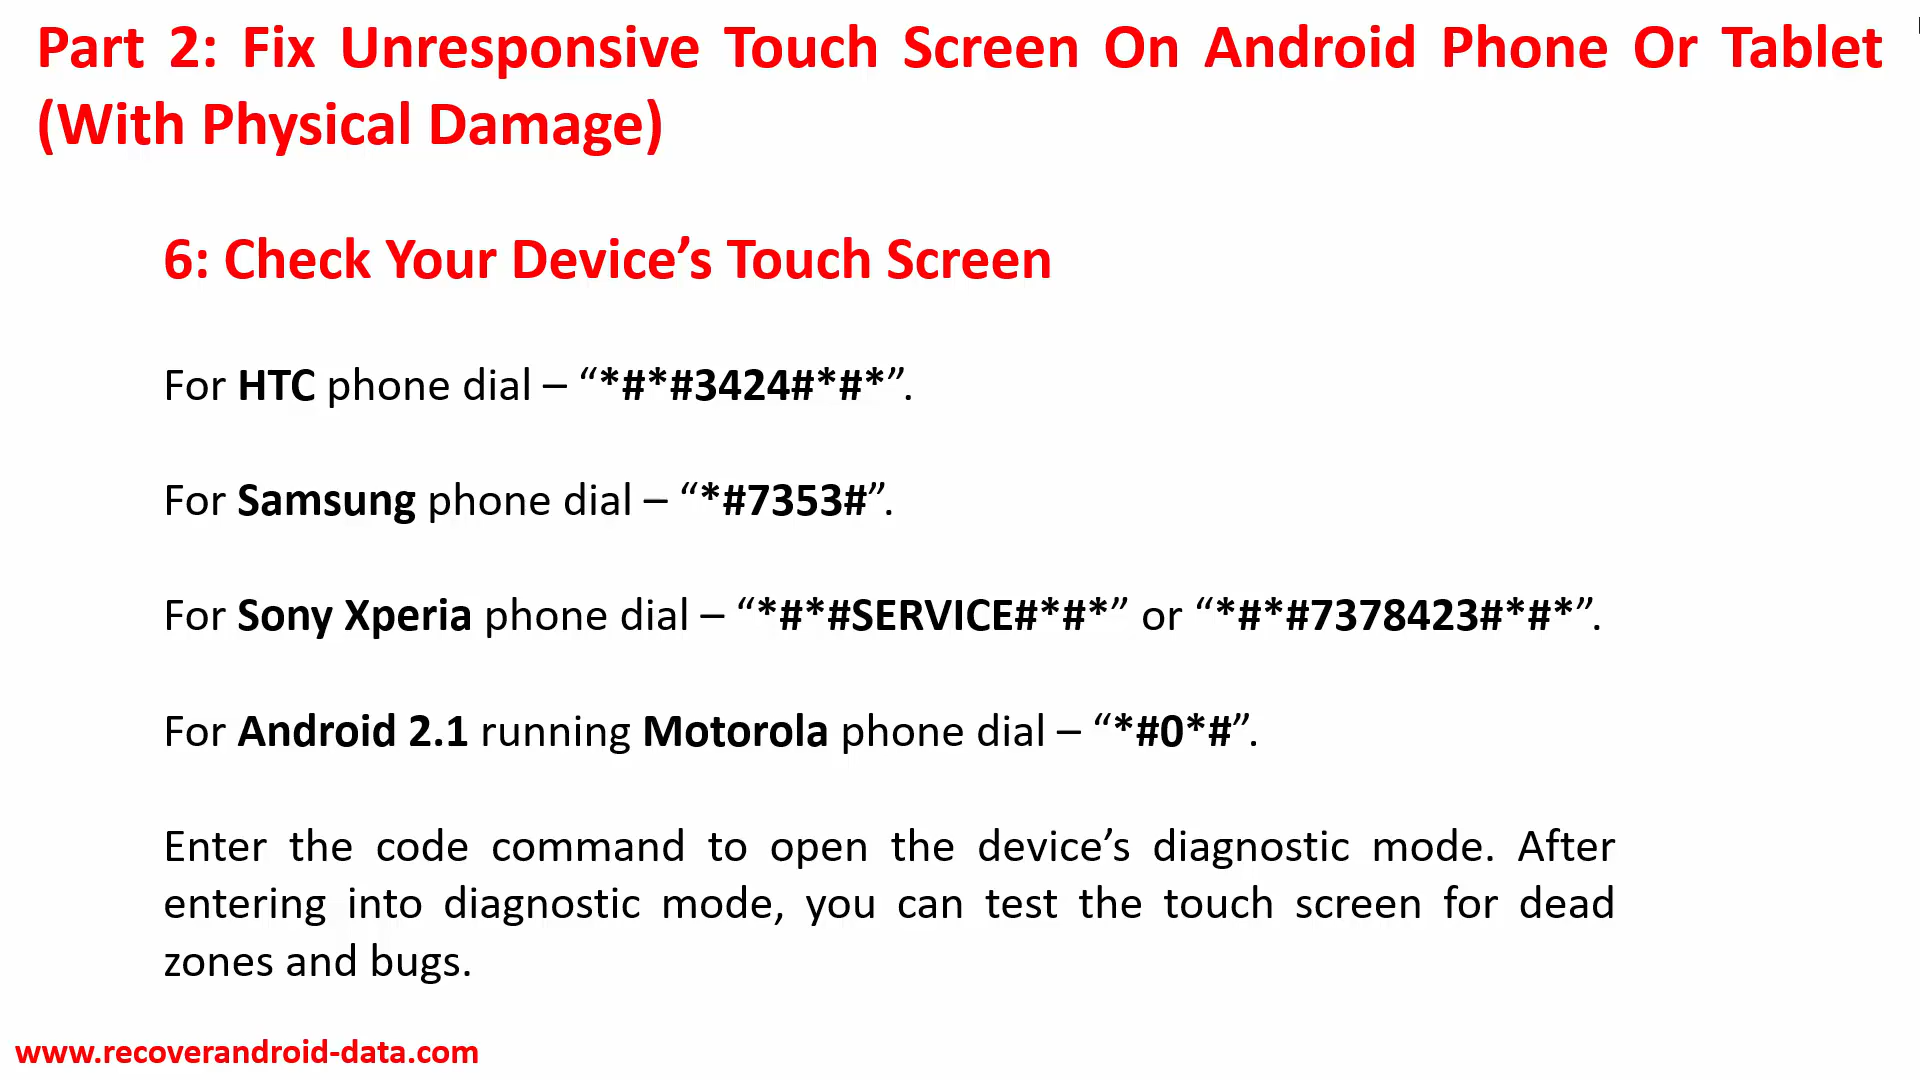 Part 2: Fix Unresponsive Touch Screen On Android Phone Or Tablet
(With Physical Damage)
6: Check Your Device’s Touch Screen
For HTC phone dial – “*#*#3424#*#*”.
For Samsung phone dial – “*#7353#”.
For Sony Xperia phone dial – “*#*#SERVICE#*#*” or “*#*#7378423#*#*”.
For Android 2.1 running Motorola phone dial – “*#0*#”.
Enter the code command to open the device’s diagnostic mode. After
entering into diagnostic mode, you can test the touch screen for dead
zones and bugs.
www.recoverandroid-data.com